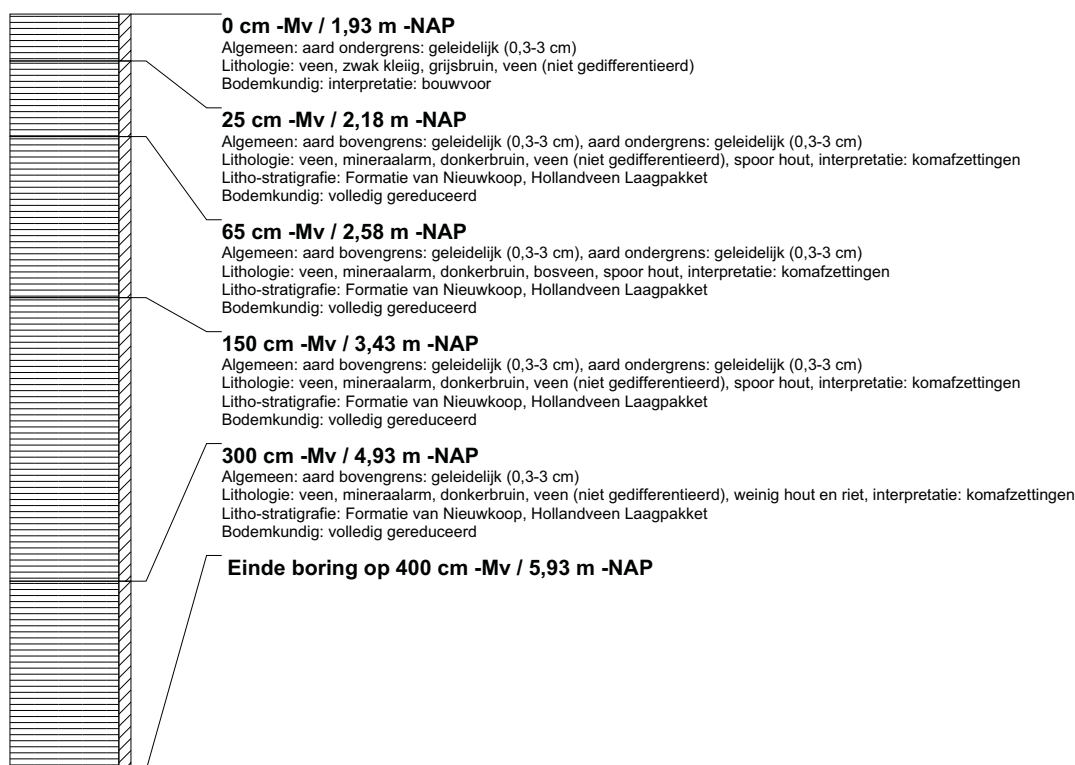 0 cm -Mv / 1,93 m -NAP
Algemeen: aard ondergrens: geleidelijk (0,3-3 cm)
Lithologie: veen, zwak kleiig, grijsbruin, veen (niet gedifferentieerd)
Bodemkundig: interpretatie: bouwvoor
25 cm -Mv / 2,18 m -NAP
Algemeen: aard bovengrens: geleidelijk (0,3-3 cm), aard ondergrens: geleidelijk (0,3-3 cm)
Lithologie: veen, mineraalarm, donkerbruin, veen (niet gedifferentieerd), spoor hout, interpretatie: komafzettingen
Litho-stratigrafie: Formatie van Nieuwkoop, Hollandveen Laagpakket
Bodemkundig: volledig gereduceerd
65 cm -Mv / 2,58 m -NAP
Algemeen: aard bovengrens: geleidelijk (0,3-3 cm), aard ondergrens: geleidelijk (0,3-3 cm)
Lithologie: veen, mineraalarm, donkerbruin, bosveen, spoor hout, interpretatie: komafzettingen
Litho-stratigrafie: Formatie van Nieuwkoop, Hollandveen Laagpakket
Bodemkundig: volledig gereduceerd
150 cm -Mv / 3,43 m -NAP
Algemeen: aard bovengrens: geleidelijk (0,3-3 cm), aard ondergrens: geleidelijk (0,3-3 cm)
Lithologie: veen, mineraalarm, donkerbruin, veen (niet gedifferentieerd), spoor hout, interpretatie: komafzettingen
Litho-stratigrafie: Formatie van Nieuwkoop, Hollandveen Laagpakket
Bodemkundig: volledig gereduceerd
300 cm -Mv / 4,93 m -NAP
Algemeen: aard bovengrens: geleidelijk (0,3-3 cm)
Lithologie: veen, mineraalarm, donkerbruin, veen (niet gedifferentieerd), weinig hout en riet, interpretatie: komafzettingen
Litho-stratigrafie: Formatie van Nieuwkoop, Hollandveen Laagpakket
Bodemkundig: volledig gereduceerd
Einde boring op 400 cm -Mv / 5,93 m -NAP